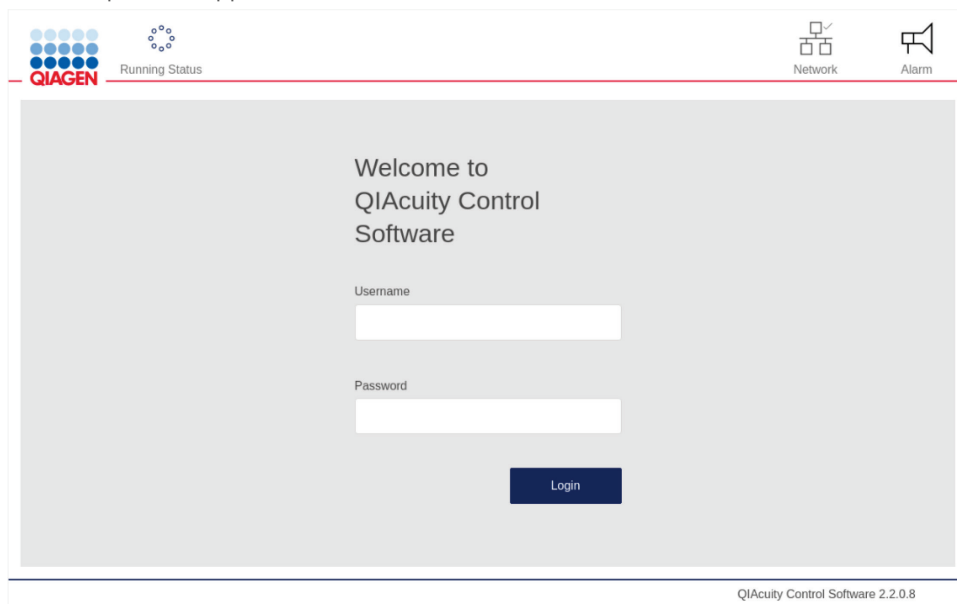 QIAGEN
Running Status
Network
Alarm
Welcome to
QIAcuity Control
Software
Username
Password
Login
QIAcuity Control Software 2.2.0.8